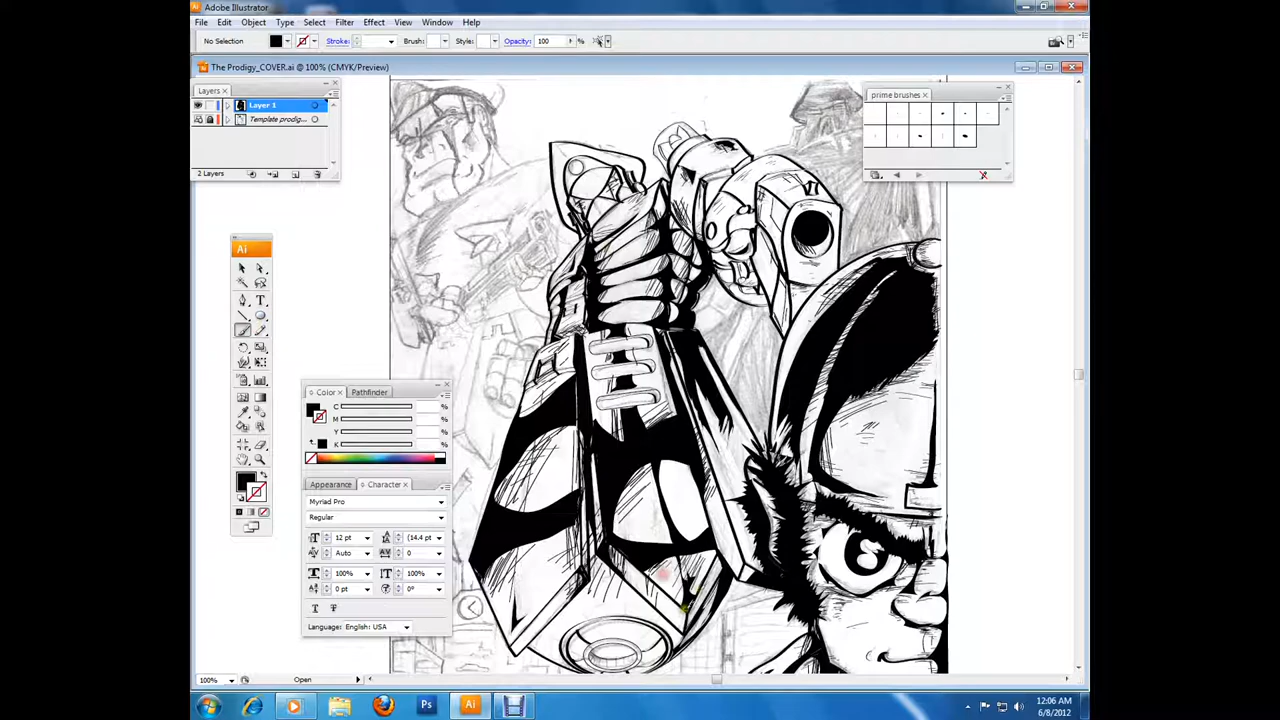 Adobe Illustrator
File Edit Object Type Select Filter Effect View Window Help
No Selection Stroke: Brush: Style: Opacity: 100 %
The Prodigy_COVER.ai @ 100% (CMYK/Preview)
Layers
Layer 1
Template prodig...
2 Layers
prime brushes
Ai
Color Pathfinder
C %
M %
Y %
K %
Appearance Character
Myriad Pro
Regular
12 pt (14.4 pt
Auto 0
100% 100%
0 pt 0°
Language: English: USA
100% Open
Ps Ai
12:06 AM
6/8/2012